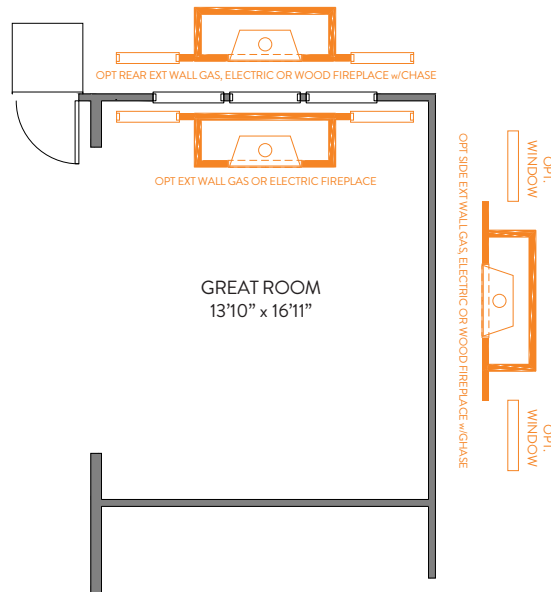 OPT REAR EXT WALL GAS, ELECTRIC OR WOOD FIREPLACE w/CHASE
OPT EXT WALL GAS OR ELECTRIC FIREPLACE
GREAT ROOM
13'10" x 16'11"
OPT SIDE EXT WALL GAS, ELECTRIC OR WOOD FIREPLACE w/GHASE
OPT.
WINDOW
OPT.
WINDOW